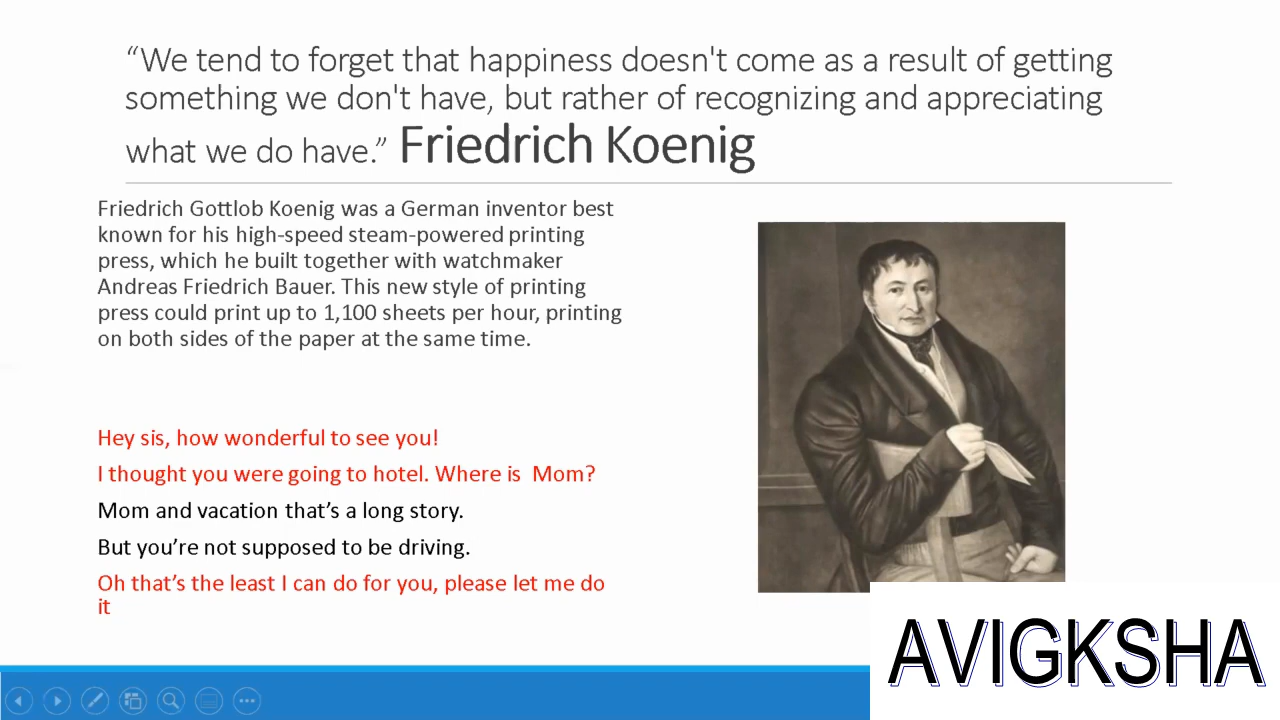 “We tend to forget that happiness doesn't come as a result of getting
something we don't have, but rather of recognizing and appreciating
what we do have.” Friedrich Koenig
Friedrich Gottlob Koenig was a German inventor best
known for his high-speed steam-powered printing
press, which he built together with watchmaker
Andreas Friedrich Bauer. This new style of printing
press could print up to 1,100 sheets per hour, printing
on both sides of the paper at the same time.
Hey sis, how wonderful to see you!
I thought you were going to hotel. Where is  Mom?
Mom and vacation that’s a long story.
But you’re not supposed to be driving.
Oh that’s the least I can do for you, please let me do
it
AVIGKSHA